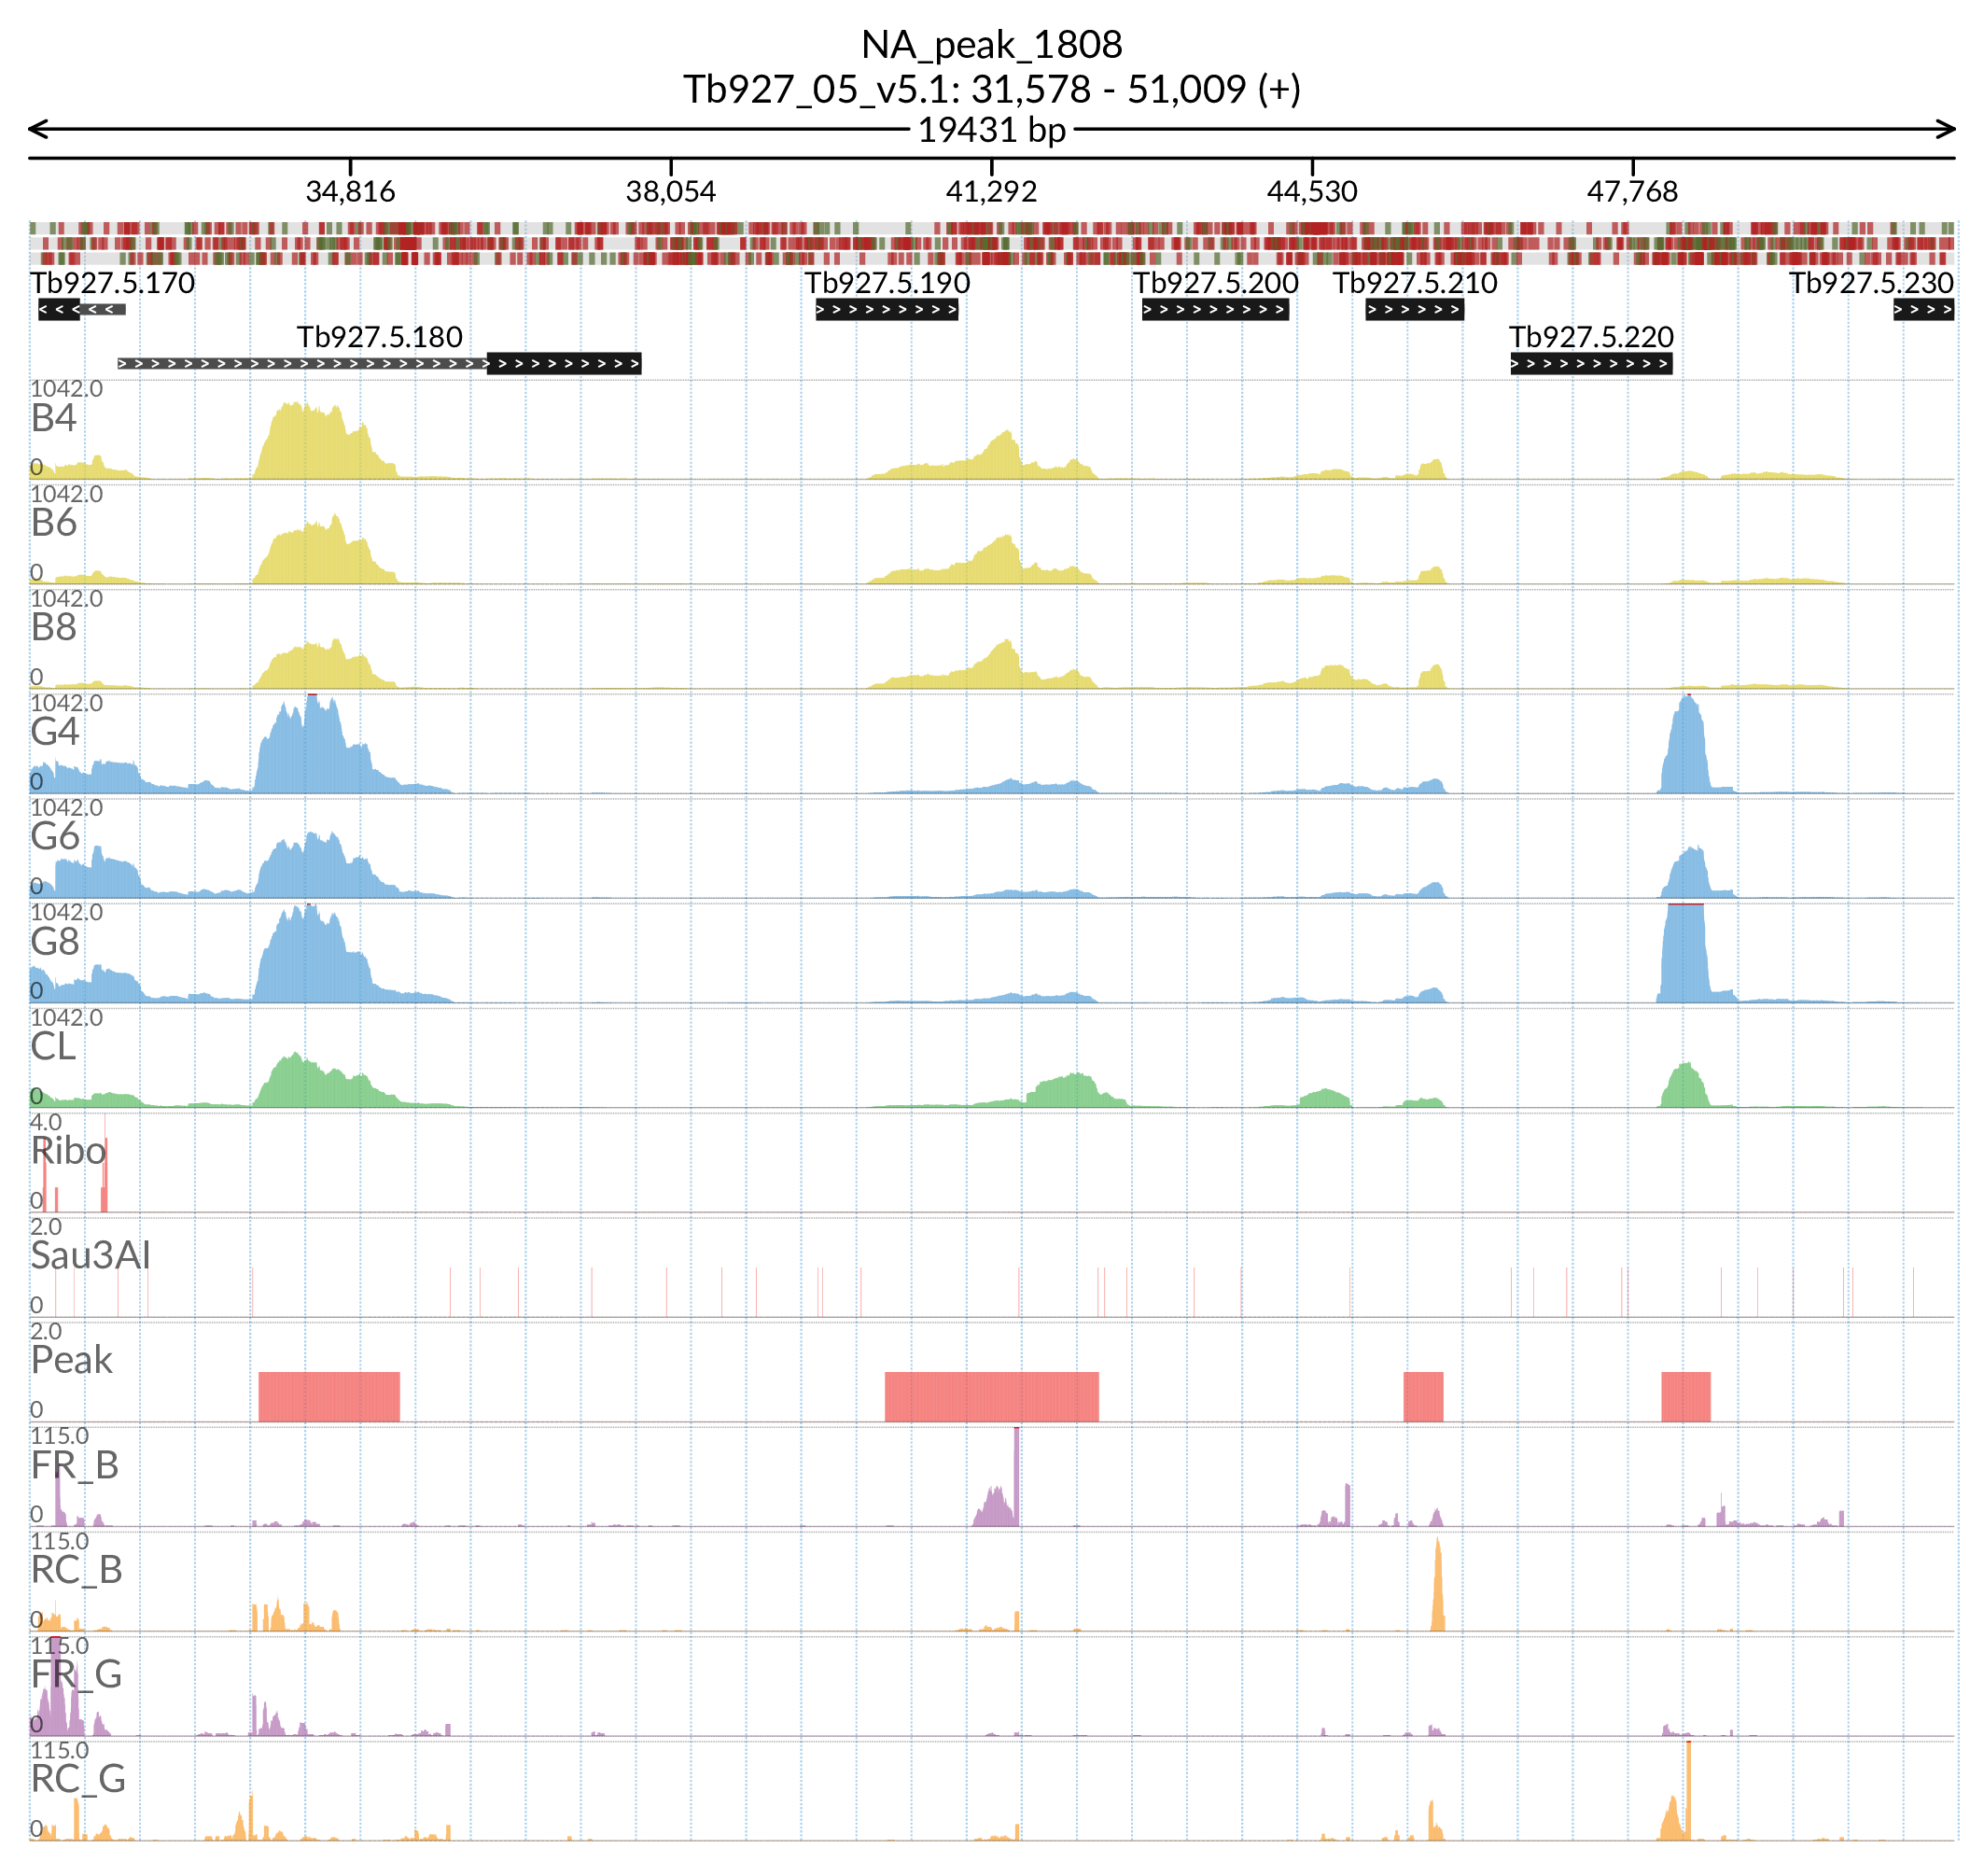 NA_peak_1808
Tb927_05_v5.1: 31,578 - 51,009 (+)
19431 bp
34,816 38,054 41,292 44,530 47,768
Tb927.5.170 Tb927.5.190 Tb927.5.200 Tb927.5.210 Tb927.5.230
Tb927.5.180 Tb927.5.220
1042.0
B4
0
1042.0
B6
0
1042.0
B8
0
1042.0
G4
0
1042.0
G6
0
1042.0
G8
0
1042.0
CL
0
4.0
Ribo
0
2.0
Sau3AI
0
2.0
Peak
0
115.0
FR_B
0
115.0
RC_B
0
115.0
FR_G
0
115.0
RC_G
0